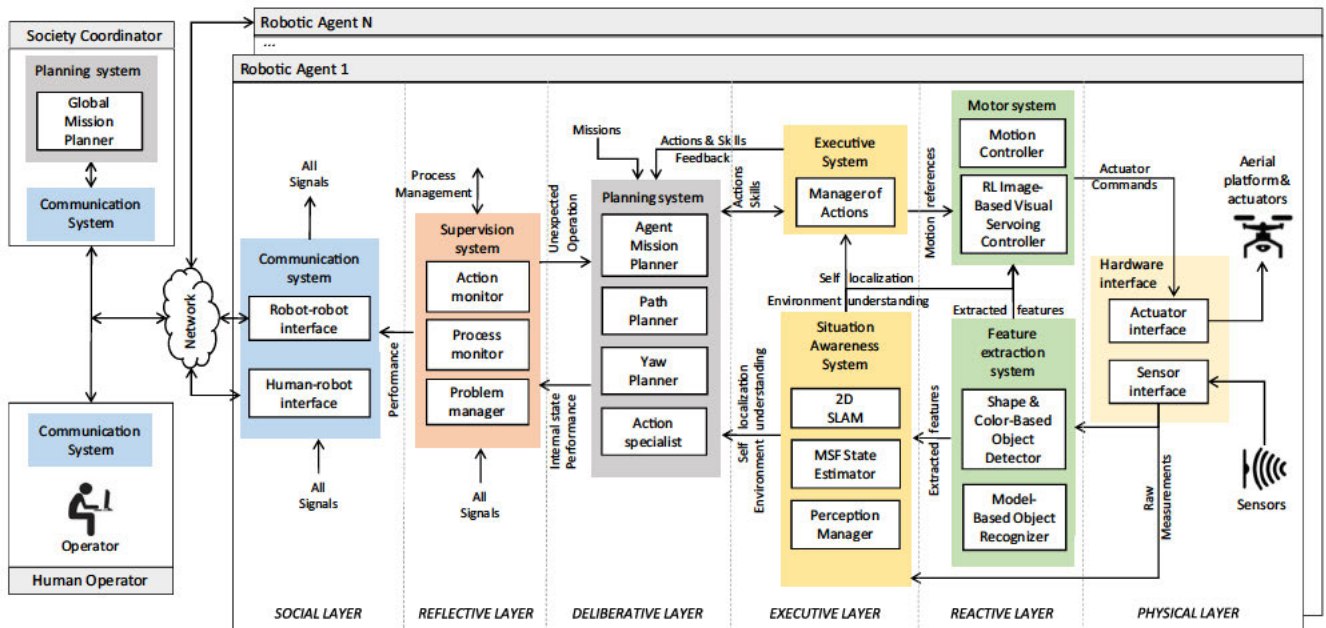 Robotic Agent N
...
Robotic Agent 1
Society Coordinator
Planning system
Global
Mission
Planner
Communication
System
Network
Communication
System
Operator
Human Operator
All
Signals
Communication
system
Robot-robot
interface
Human-robot
interface
All
Signals
SOCIAL LAYER
Process
Management
Supervision
system
Action
monitor
Process
monitor
Problem
manager
Performance
All
Signals
REFLECTIVE LAYER
Unexpected
Operation
Internal state
Performance
Missions
Planning system
Agent
Mission
Planner
Path
Planner
Yaw
Planner
Action
specialist
DELIBERATIVE LAYER
Actions & Skills
Feedback
Actions
Skills
Executive
System
Manager of
Actions
Self localization
Environment understanding
Situation
Awareness
System
2D
SLAM
MSF State
Estimator
Perception
Manager
Self localization
Environment understanding
EXECUTIVE LAYER
Motion references
Motor system
Motion
Controller
RL Image-
Based Visual
Servoing
Controller
Extracted features
Feature
extraction
system
Shape &
Color-Based
Object
Detector
Model-
Based Object
Recognizer
Extracted features
REACTIVE LAYER
Actuator
Commands
Aerial
platform &
actuators
Hardware
interface
Actuator
interface
Sensor
interface
Raw
Measurements
Sensors
PHYSICAL LAYER